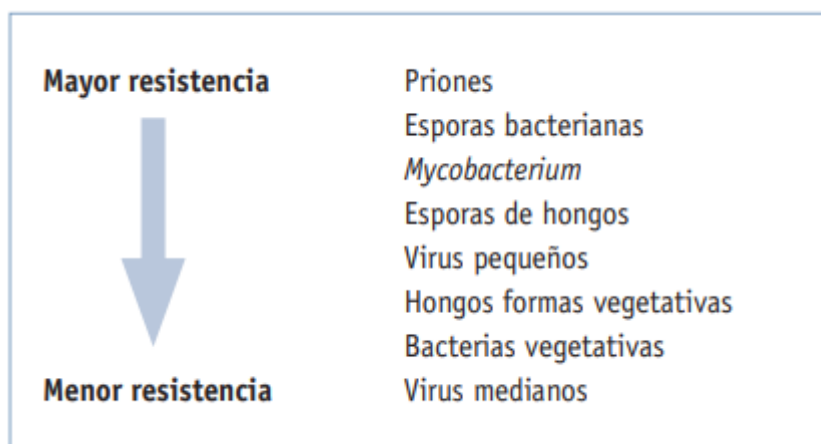 Mayor resistencia Priones
Esporas bacterianas
Mycobacterium
Esporas de hongos
Virus pequeños
Hongos formas vegetativas
Bacterias vegetativas
Menor resistencia Virus medianos